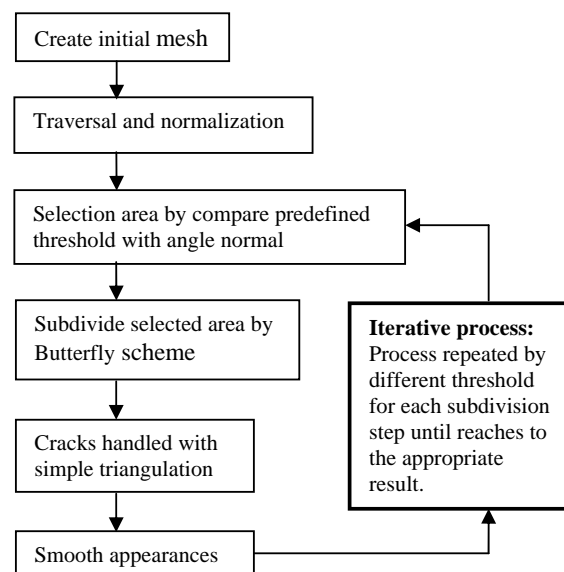 Create initial mesh
Traversal and normalization
Selection area by compare predefined
threshold with angle normal
Subdivide selected area by
Butterfly scheme
Iterative process:
Process repeated by
different threshold
for each subdivision
step until reaches to
the appropriate
result.
Cracks handled with
simple triangulation
Smooth appearances